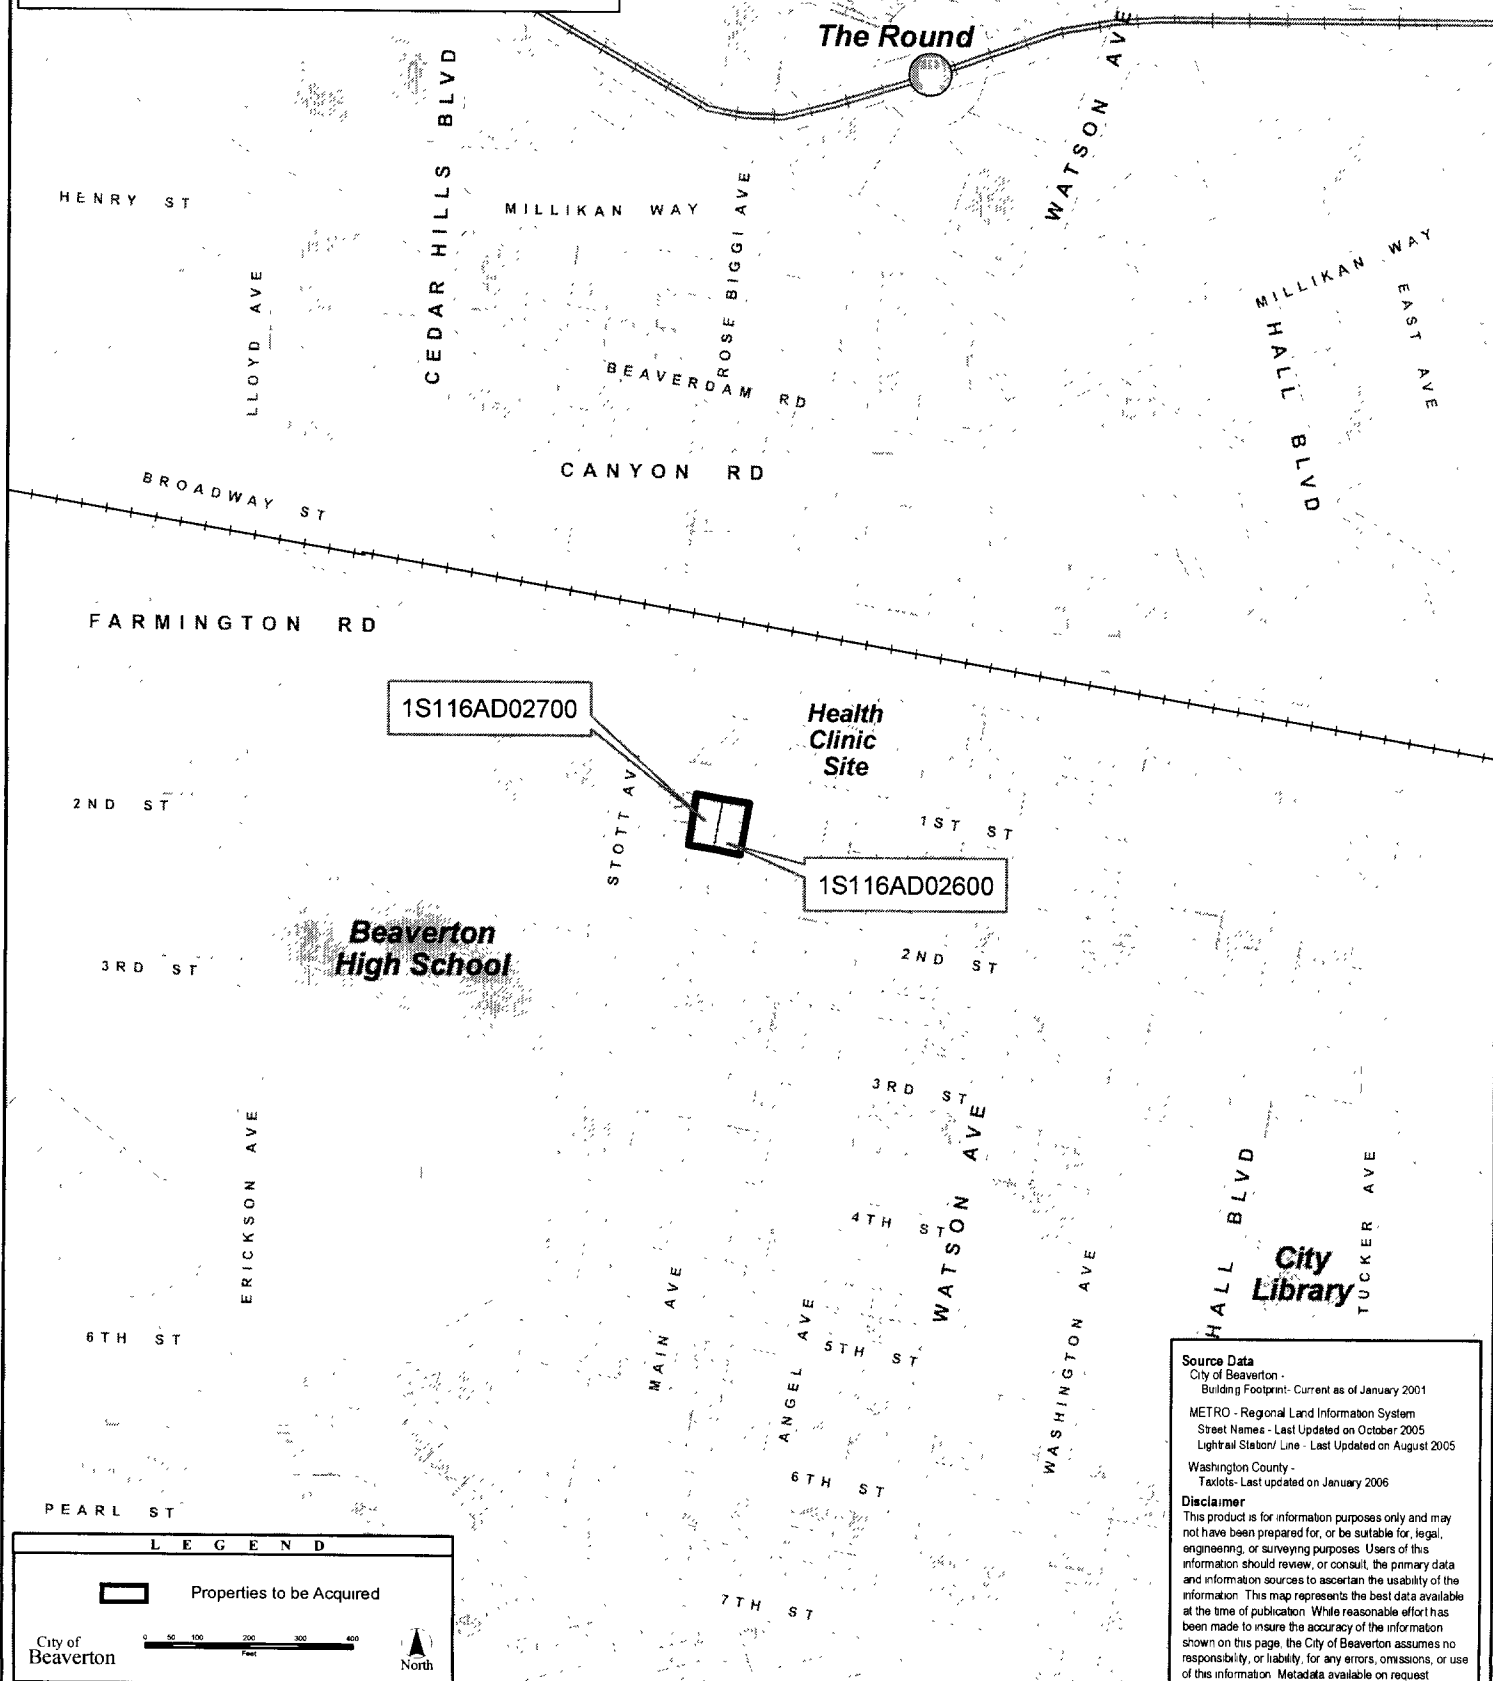 The Round
WATSON AVE
CEDAR HILLS BLVD
HENRY ST
MILLIKAN WAY
ROSE BIGGI AVE
MILLIKAN WAY
EAST AVE
LLOYD AVE
HALL BLVD
BEAVERDAM RD
CANYON RD
BROADWAY ST
FARMINGTON RD
1S116AD02700
Health
Clinic
Site
2ND ST
STOTT AV
1ST ST
1S116AD02600
Beaverton
High School
3RD ST
2ND ST
3RD ST
WATSON AVE
ERICKSON AVE
4TH ST
HALL BLVD
TUCKER AVE
City
Library
MAIN AVE
ANGEL AVE
WASHINGTON AVE
6TH ST
5TH ST
6TH ST
PEARL ST
7TH ST
LEGEND
Properties to be Acquired
City of
Beaverton
0 50 100 200 300 400
Feet
North
Source Data
City of Beaverton -
Building Footprint- Current as of January 2001
METRO - Regional Land Information System
Street Names - Last Updated on October 2005
Lightrail Station/ Line - Last Updated on August 2005
Washington County -
Taxlots- Last updated on January 2006
Disclaimer
This product is for information purposes only and may
not have been prepared for, or be suitable for, legal,
engineering, or surveying purposes. Users of this
information should review, or consult, the primary data
and information sources to ascertain the usability of the
information. This map represents the best data available
at the time of publication. While reasonable effort has
been made to insure the accuracy of the information
shown on this page, the City of Beaverton assumes no
responsibility, or liability, for any errors, omissions, or use
of this information. Metadata available on request